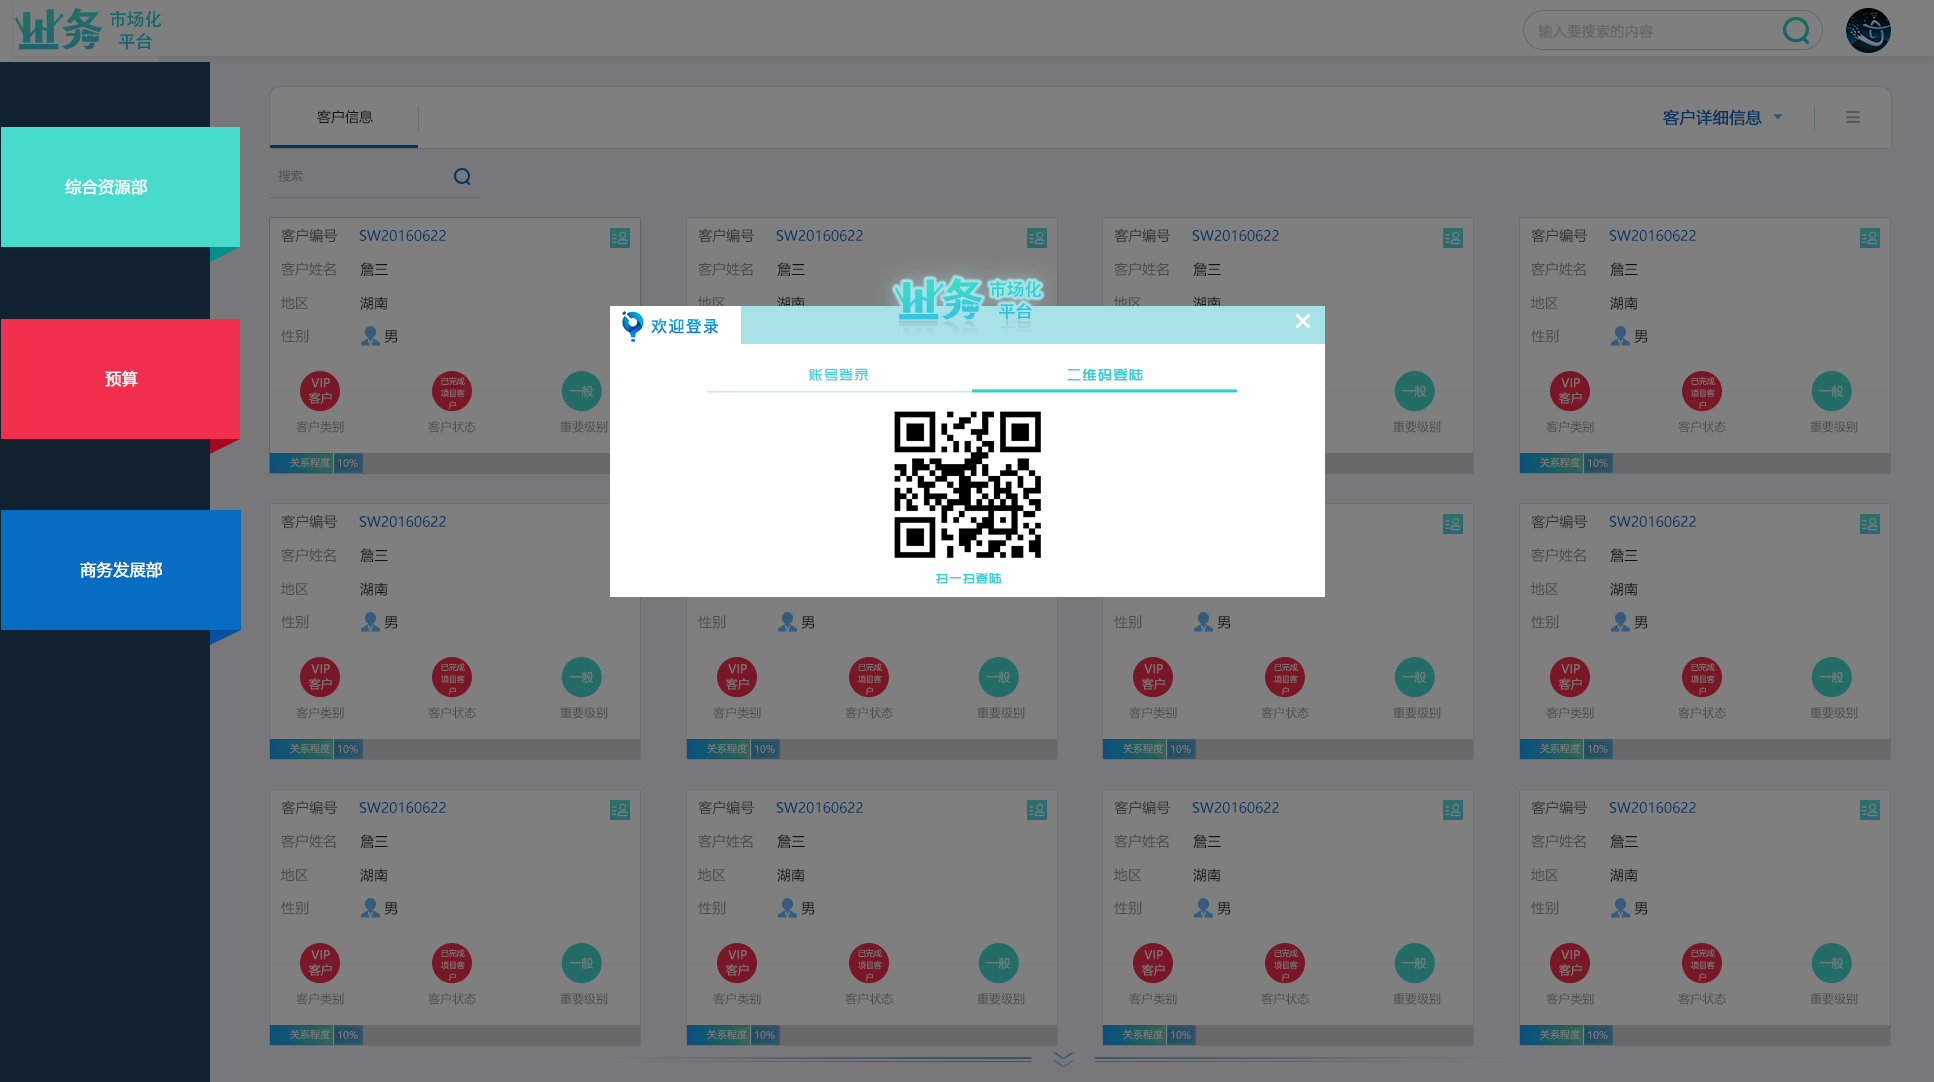 业务 市场化
平台
输入要搜索的内容
客户信息
客户详细信息
搜索
综合资源部
预算
商务发展部
客户编号 SW20160622
客户姓名 詹三
地区 湖南
性别 男
VIP
客户
已完成
项目客
户
一般
客户类别 客户状态 重要级别
关系程度 10%
客户编号 SW20160622
客户姓名 詹三
地区 湖南
客户编号 SW20160622
客户姓名 詹三
地区 湖南
一般
重要级别
客户编号 SW20160622
客户姓名 詹三
地区 湖南
性别 男
VIP
客户
已完成
项目客
户
一般
客户类别 客户状态 重要级别
关系程度 10%
业务 市场化
平台
欢迎登录
账号登录 二维码登陆
扫一扫登陆
客户编号 SW20160622
客户姓名 詹三
地区 湖南
性别 男
VIP
客户
已完成
项目客
户
一般
客户类别 客户状态 重要级别
关系程度 10%
性别 男
VIP
客户
已完成
项目客
户
一般
客户类别 客户状态 重要级别
关系程度 10%
性别 男
VIP
客户
已完成
项目客
户
一般
客户类别 客户状态 重要级别
关系程度 10%
客户编号 SW20160622
客户姓名 詹三
地区 湖南
性别 男
VIP
客户
已完成
项目客
户
一般
客户类别 客户状态 重要级别
关系程度 10%
客户编号 SW20160622
客户姓名 詹三
地区 湖南
性别 男
VIP
客户
已完成
项目客
户
一般
客户类别 客户状态 重要级别
关系程度 10%
客户编号 SW20160622
客户姓名 詹三
地区 湖南
性别 男
VIP
客户
已完成
项目客
户
一般
客户类别 客户状态 重要级别
关系程度 10%
客户编号 SW20160622
客户姓名 詹三
地区 湖南
性别 男
VIP
客户
已完成
项目客
户
一般
客户类别 客户状态 重要级别
关系程度 10%
客户编号 SW20160622
客户姓名 詹三
地区 湖南
性别 男
VIP
客户
已完成
项目客
户
一般
客户类别 客户状态 重要级别
关系程度 10%